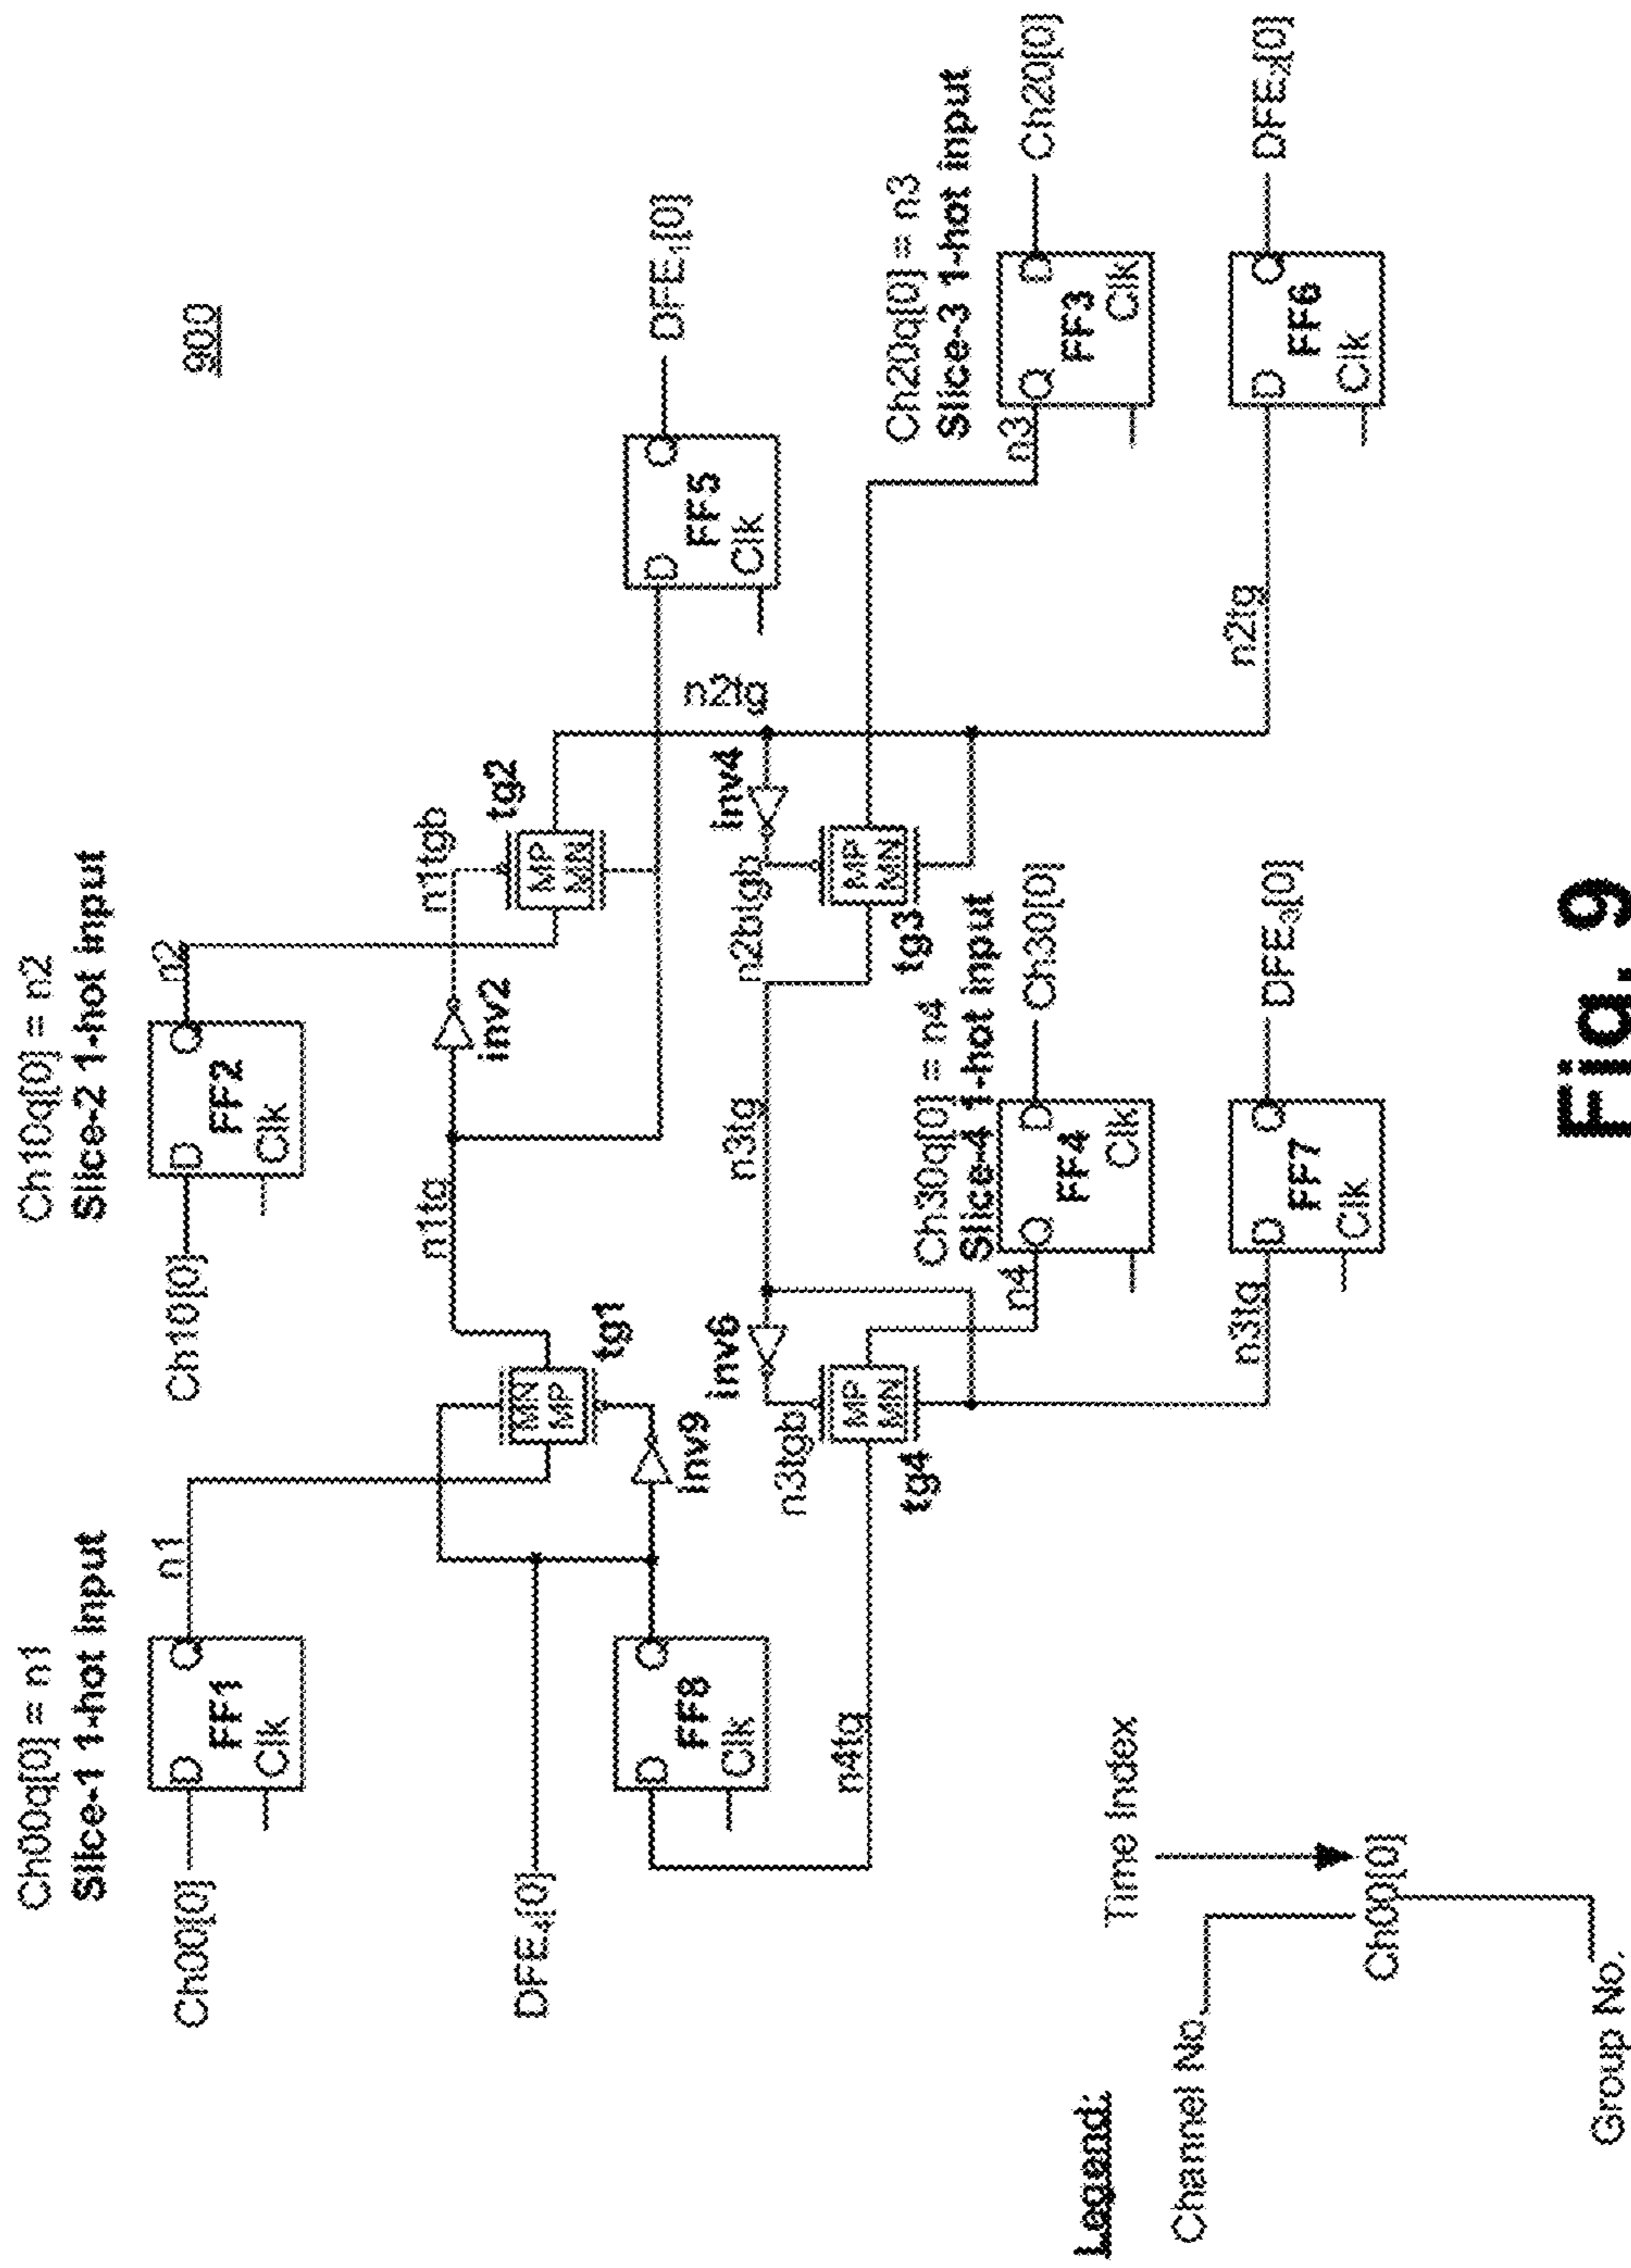 900
Ch00q[0] = n1
Slice-1 1-hot input
Ch10q[0] = n2
Slice-2 1-hot input
Ch00[0]
D
Q
FF1
Clk
n1
Ch10[0]
D
Q
FF2
Clk
n2
n1tg
inv2
n1tgb
MN
MP
tg1
MP
MN
tg2
DFE4[0]
D
Q
FF8
Clk
inv9
D
Q
FF5
Clk
DFE1[0]
n2tg
inv6
n3tg
inv4
n2btgb
n3tgb
MP
MN
tg4
MP
MN
tg3
n4tg
Ch30q[0] = n4
Slice-4 1-hot input
Ch20q[0] = n3
Slice-3 1-hot input
n4
Q
D
FF4
Clk
Ch30[0]
n3
Q
D
FF3
Clk
Ch20[0]
n3tg
D
Q
FF7
Clk
DFE3[0]
n2tg
D
Q
FF6
Clk
DFE2[0]
Legend:
Time Index
Channel No.
Ch00[0]
Group No.
Fig. 9